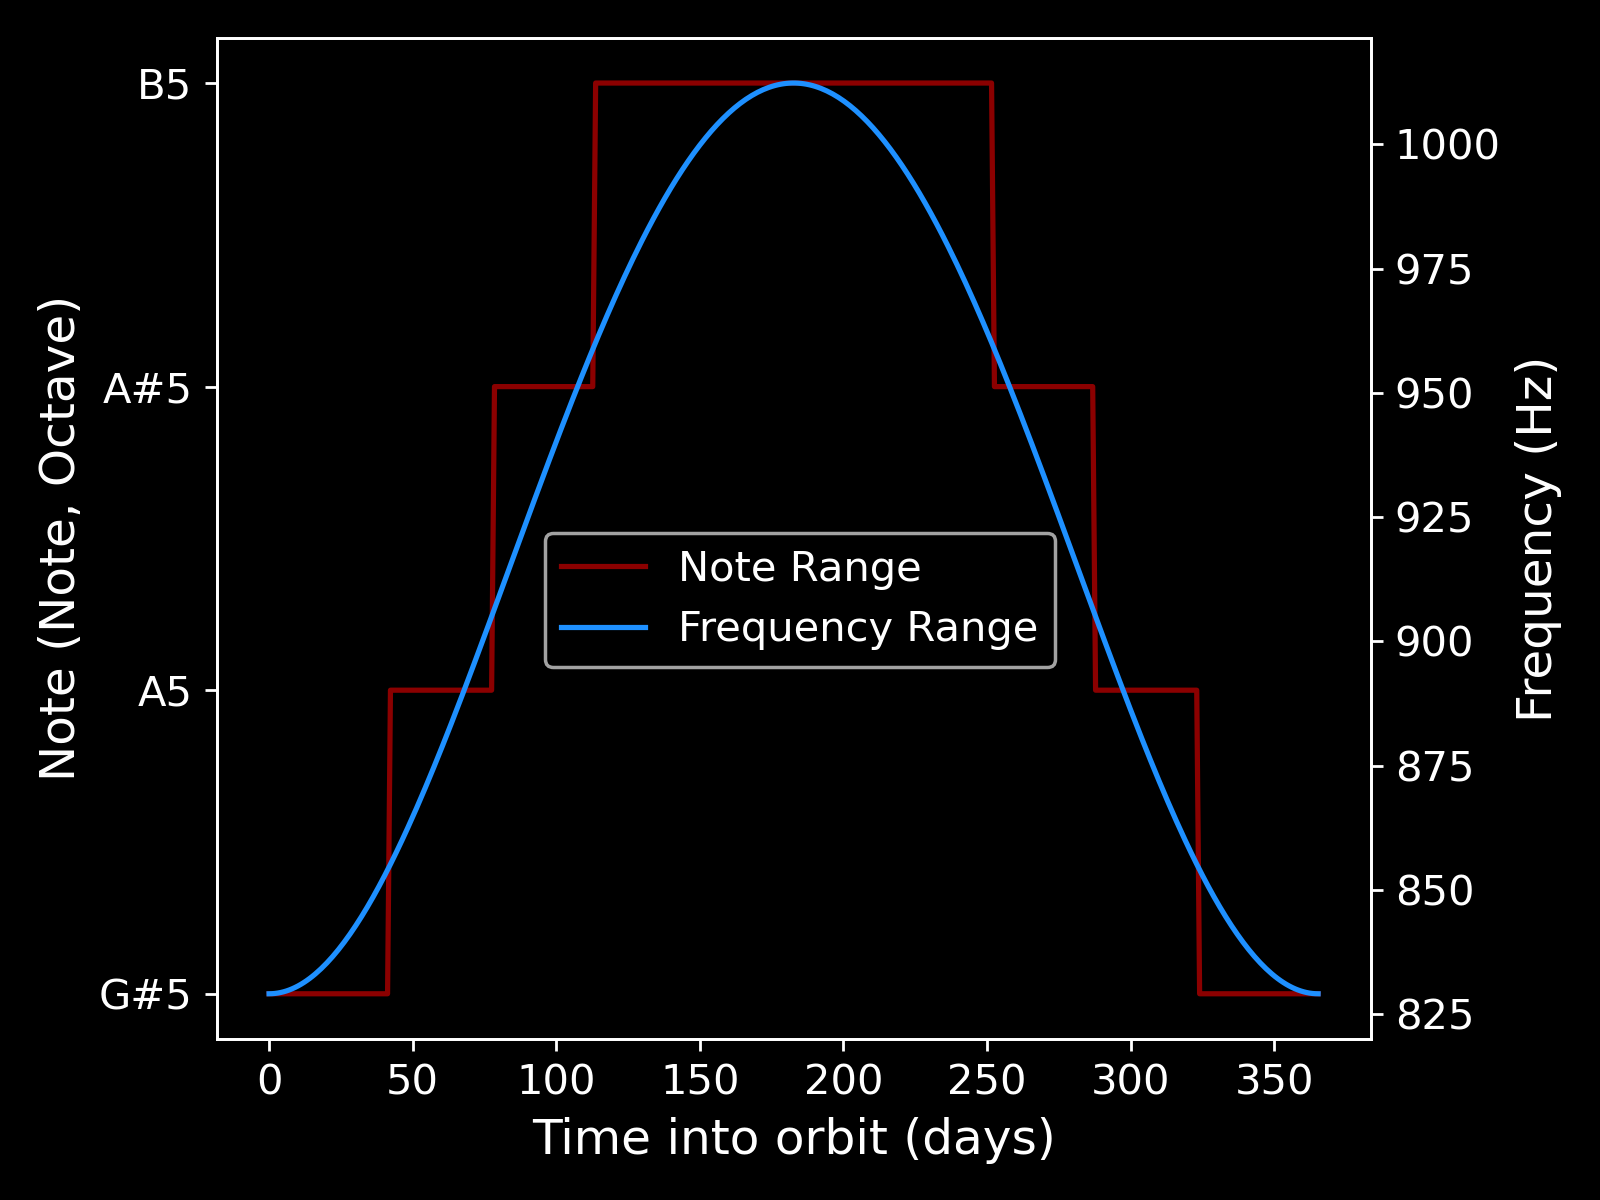 B5
A#5
A5
G#5
Note (Note, Octave)
1000
975
950
925
900
875
850
825
Frequency (Hz)
Note Range
Frequency Range
0 50 100 150 200 250 300 350
Time into orbit (days)